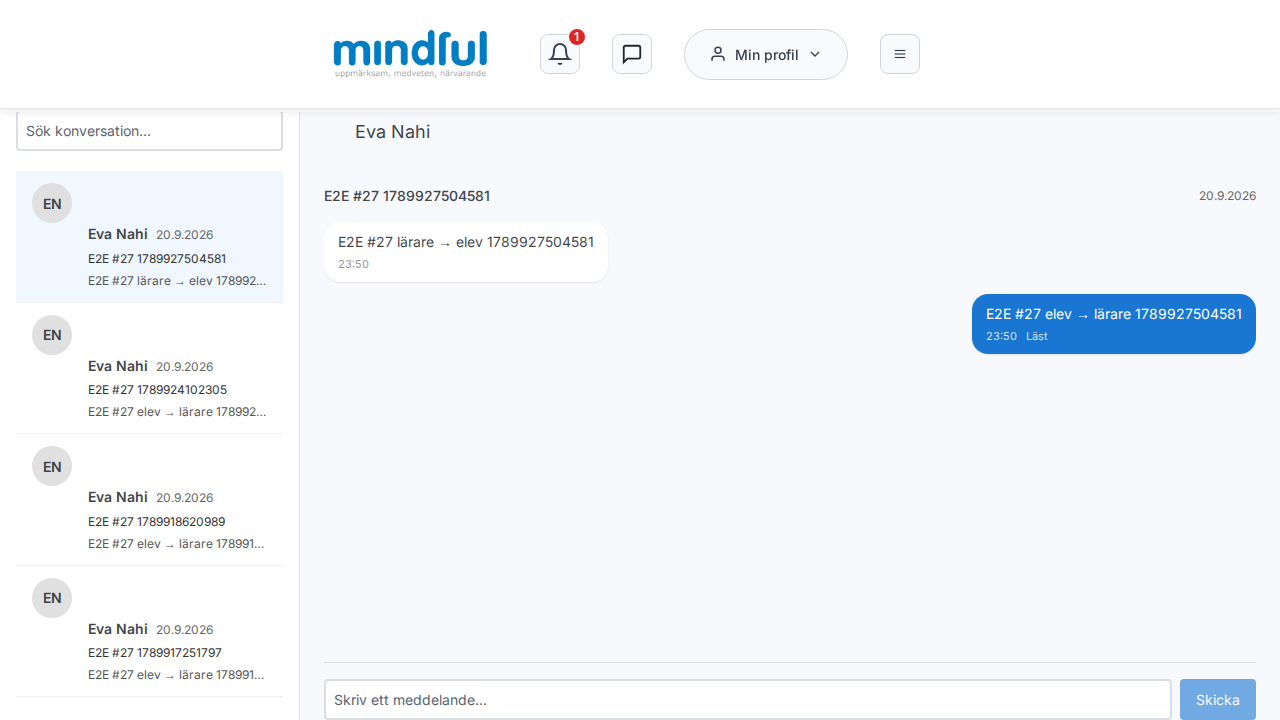 mindful
uppmärksam, medveten, närvarande
1
Min profil
Sök konversation...
EN
Eva Nahi 20.9.2026
E2E #27 1789927504581
E2E #27 lärare → elev 178992...
EN
Eva Nahi 20.9.2026
E2E #27 1789924102305
E2E #27 elev → lärare 178992...
EN
Eva Nahi 20.9.2026
E2E #27 1789918620989
E2E #27 elev → lärare 178991...
EN
Eva Nahi 20.9.2026
E2E #27 1789917251797
E2E #27 elev → lärare 178991...
Eva Nahi
E2E #27 1789927504581 20.9.2026
E2E #27 lärare → elev 1789927504581
23:50
E2E #27 elev → lärare 1789927504581
23:50 Läst
Skriv ett meddelande...
Skicka